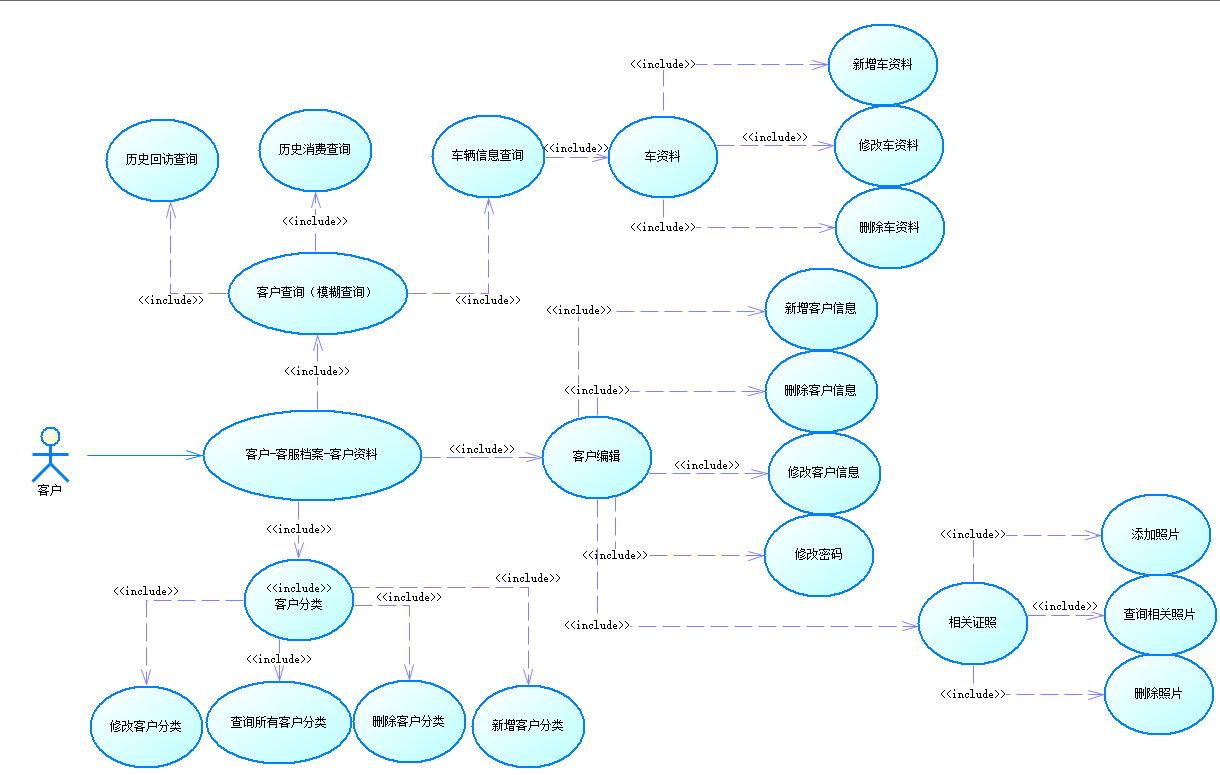 <<include>>
新增车资料
<<include>>
修改车资料
历史回访查询
历史消费查询
车辆信息查询
<<include>>
车资料
<<include>>
<<include>>
删除车资料
客户查询（模糊查询）
<<include>>
<<include>>
<<include>>
新增客户信息
<<include>>
<<include>>
删除客户信息
客户
客户-客服档案-客户资料
<<include>>
客户编辑
<<include>>
修改客户信息
<<include>>
<<include>>
修改密码
<<include>>
添加照片
<<include>>
客户分类
<<include>>
<<include>>
<<include>>
<<include>>
相关证照
<<include>>
查询相关照片
<<include>>
<<include>>
删除照片
修改客户分类
查询所有客户分类
删除客户分类
新增客户分类